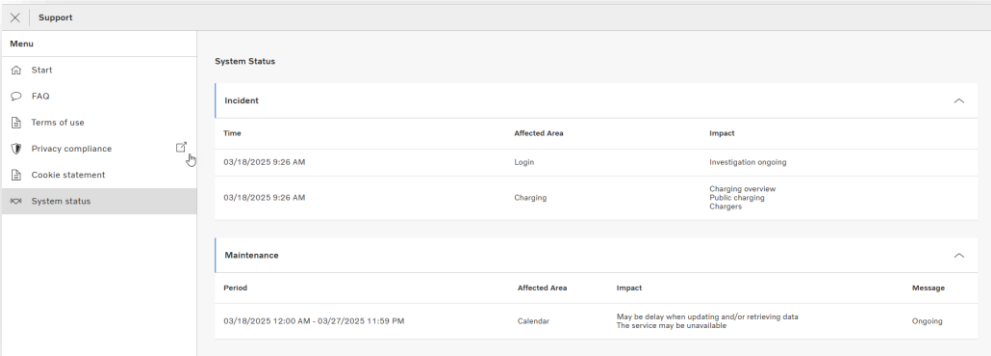 Support
Menu
Start
FAQ
Terms of use
Privacy compliance
Cookie statement
System status
System Status
Incident
Time Affected Area Impact
03/18/2025 9:26 AM Login Investigation ongoing
03/18/2025 9:26 AM Charging Charging overview
Public charging
Chargers
Maintenance
Period Affected Area Impact Message
03/18/2025 12:00 AM - 03/27/2025 11:59 PM Calendar May be delay when updating and/or retrieving data Ongoing
The service may be unavailable